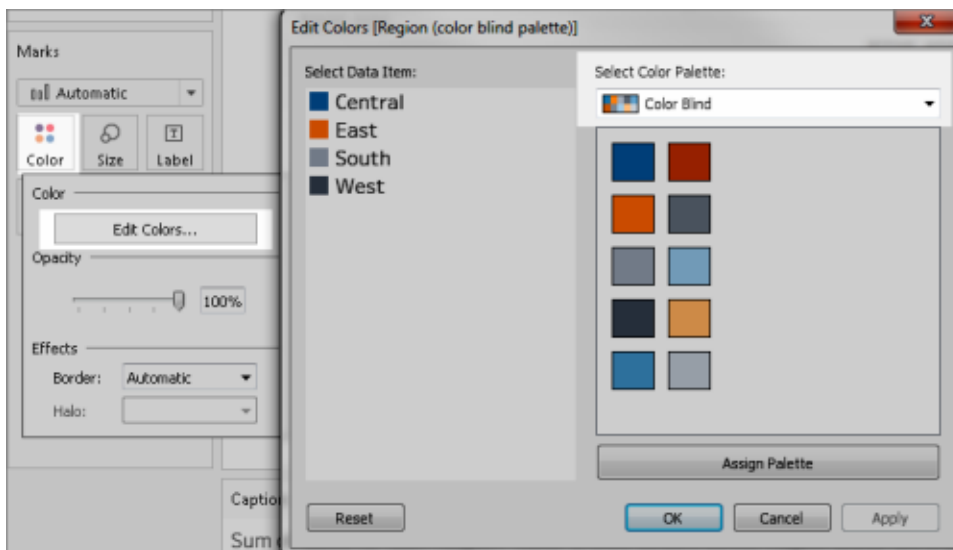 Marks
Automatic
Color Size Label
Color
Edit Colors...
Opacity
100%
Effects
Border: Automatic
Halo:
Edit Colors [Region (color blind palette)]
Select Data Item:
Central
East
South
West
Select Color Palette:
Color Blind
Assign Palette
Reset
OK
Cancel
Apply
Captio
Sum